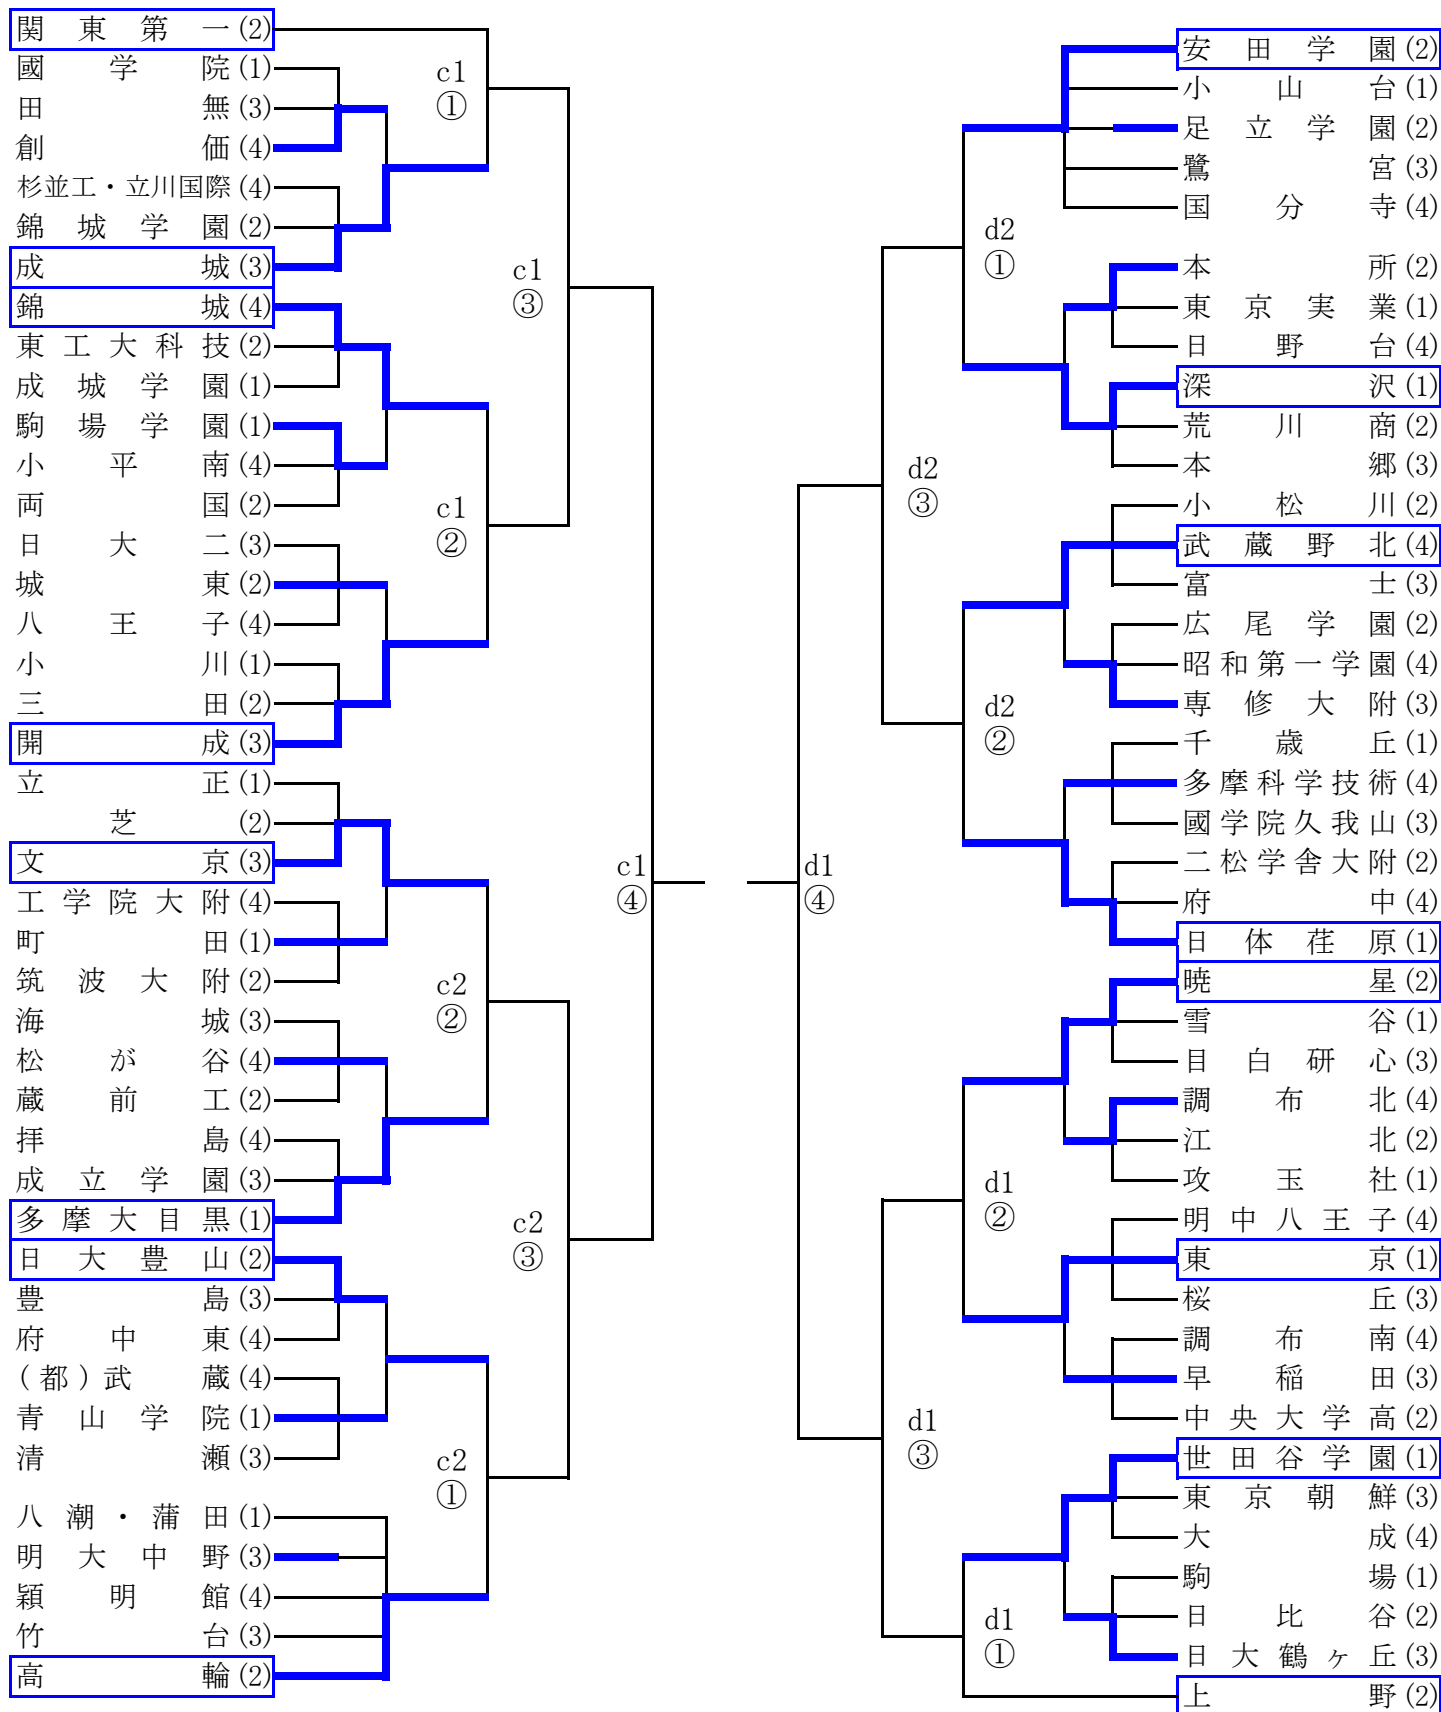 関東第一(2)
國学院(1)
田無(3)
創価(4)
杉並工・立川国際(4)
錦城学園(2)
成城(3)
錦城(4)
東工大科技(2)
成城学園(1)
駒場学園(1)
小平南(4)
両国(2)
日大二(3)
城東(2)
八王子(4)
小川(1)
三田(2)
開成(3)
立正(1)
芝(2)
文京(3)
工学院大附(4)
町田(1)
筑波大附(2)
海城(3)
松が谷(4)
蔵前工(2)
拝島(4)
成立学園(3)
多摩大目黒(1)
日大豊山(2)
豊島(3)
府中東(4)
(都)武蔵(4)
青山学院(1)
清瀬(3)
八潮・蒲田(1)
明大中野(3)
穎明館(4)
竹台(3)
高輪(2)
c1
①
c1
③
c1
②
c1
④
c2
②
c2
③
c2
①
d2
①
d2
③
d2
②
d1
④
d1
②
d1
③
d1
①
安田学園(2)
小山台(1)
足立学園(2)
鷺宮(3)
国分寺(4)
本所(2)
東京実業(1)
日野台(4)
深沢(1)
荒川商(2)
本郷(3)
小松川(2)
武蔵野北(4)
富士(3)
広尾学園(2)
昭和第一学園(4)
専修大附(3)
千歳丘(1)
多摩科学技術(4)
國学院久我山(3)
二松学舎大附(2)
府中(4)
日体荏原(1)
暁星(2)
雪谷(1)
目白研心(3)
調布北(4)
江北(2)
攻玉社(1)
明中八王子(4)
東京(1)
桜丘(3)
調布南(4)
早稲田(3)
中央大学高(2)
世田谷学園(1)
東京朝鮮(3)
大成(4)
駒場(1)
日比谷(2)
日大鶴ヶ丘(3)
上野(2)